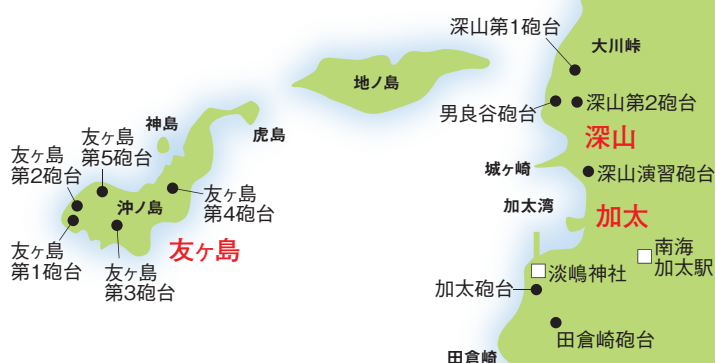 深山第1砲台
大川峠
地ノ島
男良谷砲台
深山第2砲台
深山
神島
虎島
友ヶ島
第5砲台
友ヶ島
第2砲台
城ヶ崎
深山演習砲台
友ヶ島
第4砲台
沖ノ島
加太湾
加太
友ヶ島
友ヶ島
第1砲台
友ヶ島
第3砲台
南海
加太駅
淡嶋神社
加太砲台
田倉崎砲台
田倉崎